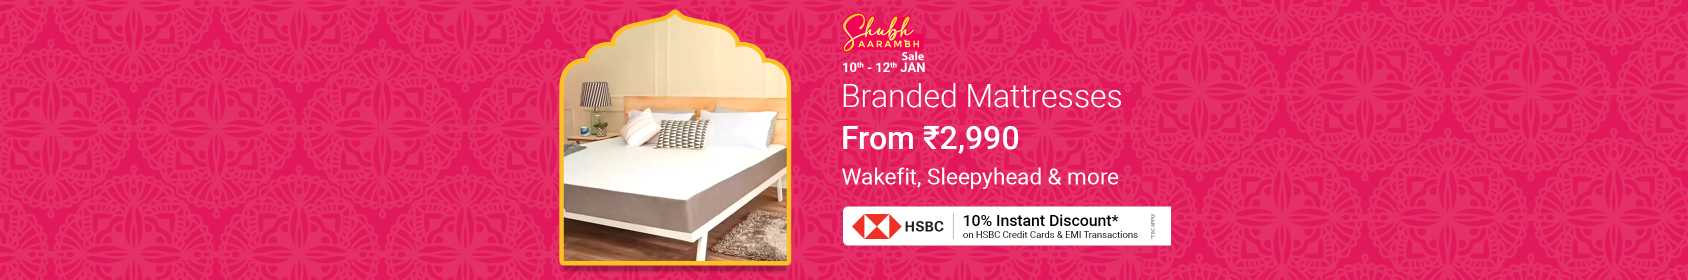 Shubh
AARAMBH
Sale
10th - 12th JAN
Branded Mattresses
From ₹2,990
Wakefit, Sleepyhead & more
HSBC
10% Instant Discount*
on HSBC Credit Cards & EMI Transactions